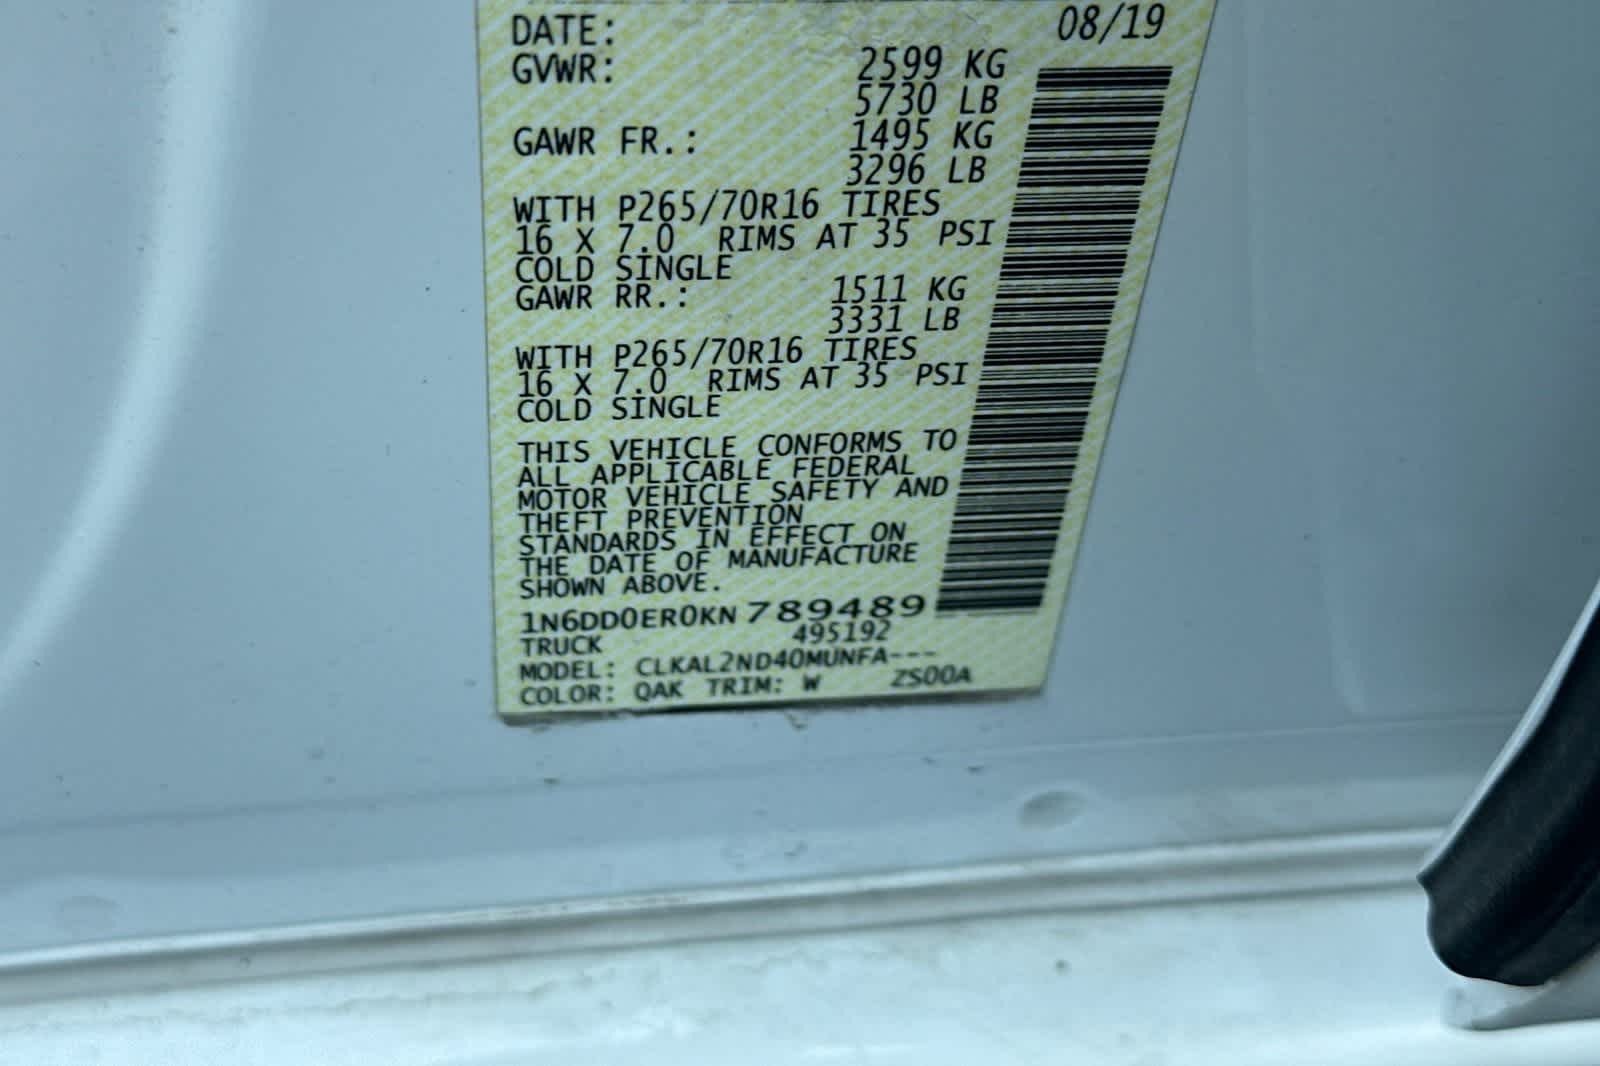 DATE: 08/19
GVWR: 2599 KG
5730 LB
GAWR FR.: 1495 KG
3296 LB
WITH P265/70R16 TIRES
16 X 7.0 RIMS AT 35 PSI
COLD SINGLE
GAWR RR.: 1511 KG
3331 LB
WITH P265/70R16 TIRES
16 X 7.0 RIMS AT 35 PSI
COLD SINGLE
THIS VEHICLE CONFORMS TO
ALL APPLICABLE FEDERAL
MOTOR VEHICLE SAFETY AND
THEFT PREVENTION
STANDARDS IN EFFECT ON
THE DATE OF MANUFACTURE
SHOWN ABOVE.
1N6DD0ER0KN789489
TRUCK 495192
MODEL: CLKAL2ND40MUNFA---
COLOR: QAK TRIM: W ZS00A